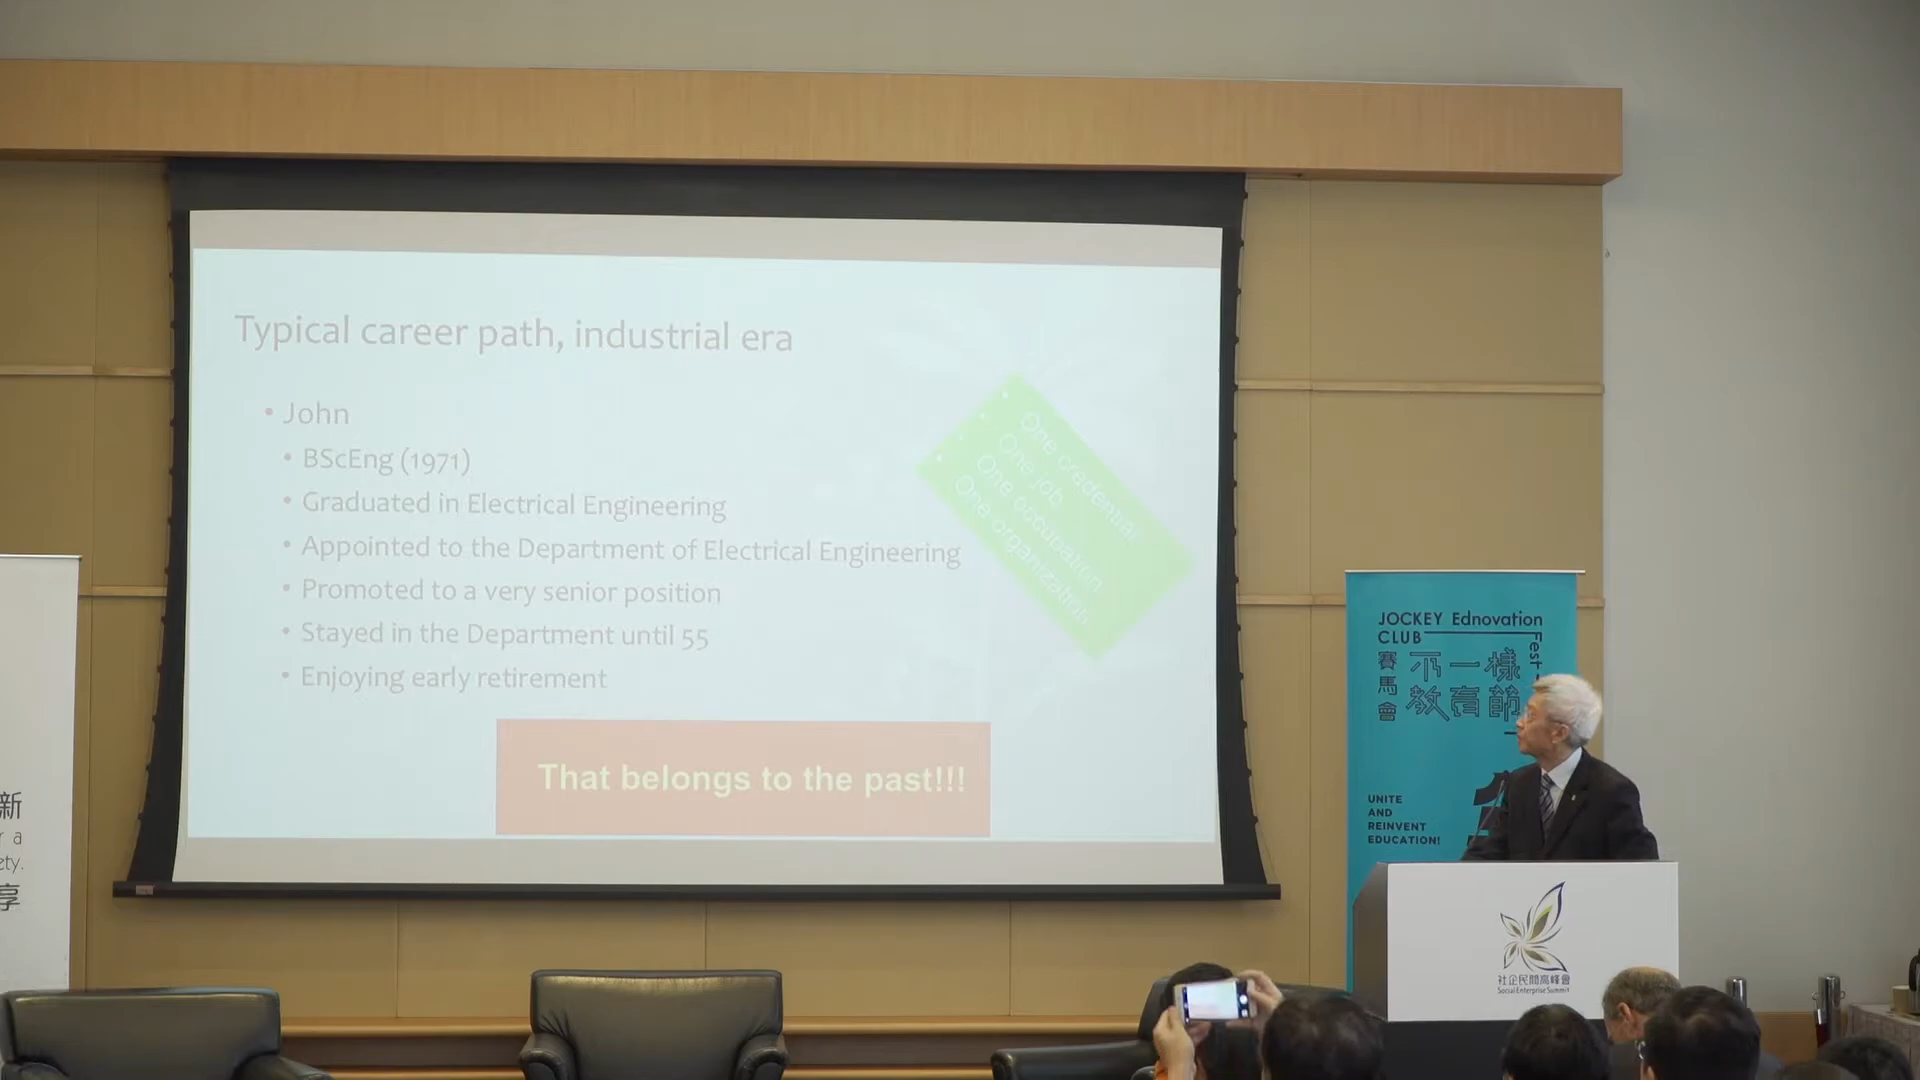 Typical career path, industrial era
• John
• BScEng (1971)
• Graduated in Electrical Engineering
• Appointed to the Department of Electrical Engineering
• Promoted to a very senior position
• Stayed in the Department until 55
• Enjoying early retirement
• One credential
• One job
• One occupation
• One organization
That belongs to the past!!!
JOCKEY Ednovation
CLUB Fest
賽馬會
不一樣
教育節
UNITE
AND
REINVENT
EDUCATION!
社企民間高峰會
Social Enterprise Summit
新
r a
ety.
享